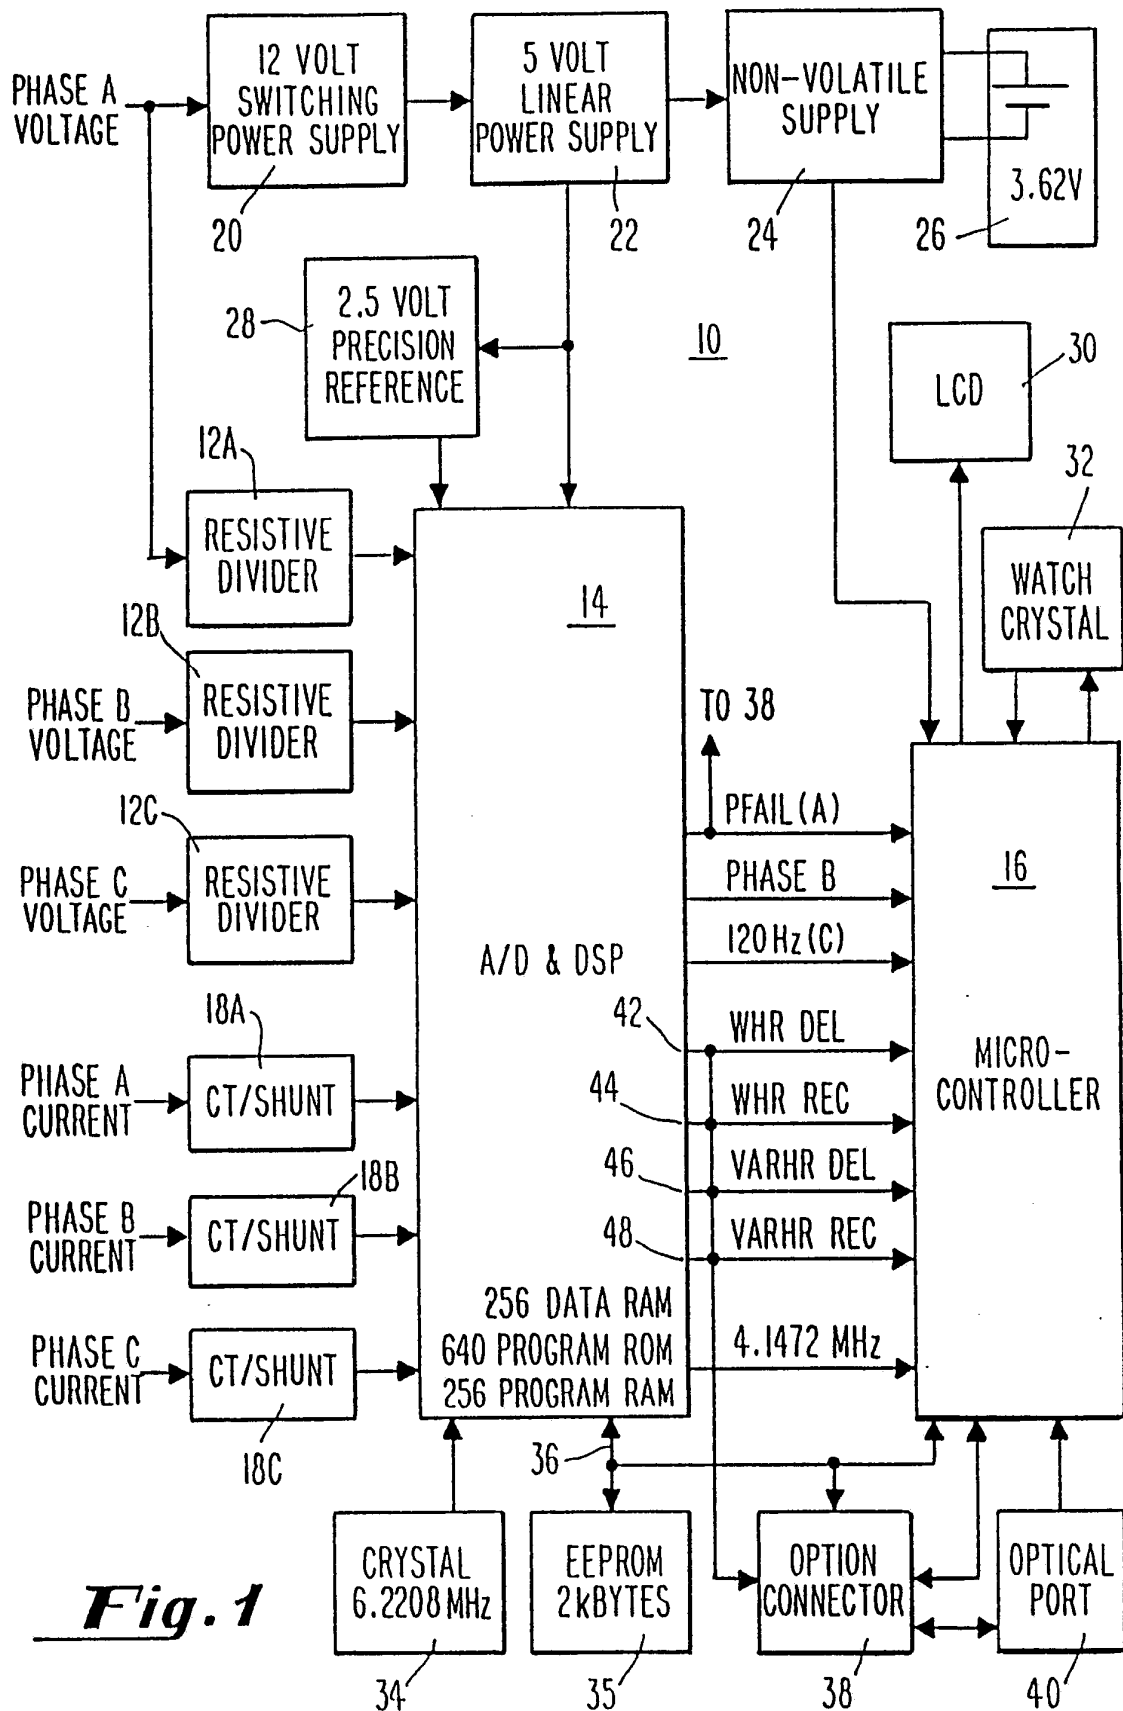 PHASE A
VOLTAGE
12 VOLT
SWITCHING
POWER SUPPLY
20
5 VOLT
LINEAR
POWER SUPPLY
22
NON-VOLATILE
SUPPLY
24
3.62V
26
2.5 VOLT
PRECISION
REFERENCE
28
10
LCD
30
WATCH
CRYSTAL
32
12A
RESISTIVE
DIVIDER
12B
PHASE B
VOLTAGE
RESISTIVE
DIVIDER
12C
PHASE C
VOLTAGE
RESISTIVE
DIVIDER
18A
PHASE A
CURRENT
CT/SHUNT
18B
PHASE B
CURRENT
CT/SHUNT
PHASE C
CURRENT
CT/SHUNT
18C
14
A/D & DSP
256 DATA RAM
640 PROGRAM ROM
256 PROGRAM RAM
TO 38
PFAIL(A)
PHASE B
120Hz(C)
42
WHR DEL
44
WHR REC
46
VARHR DEL
48
VARHR REC
4.1472 MHz
16
MICRO-
CONTROLLER
36
CRYSTAL
6.2208MHz
34
EEPROM
2kBYTES
35
OPTION
CONNECTOR
38
OPTICAL
PORT
40
Fig. 1